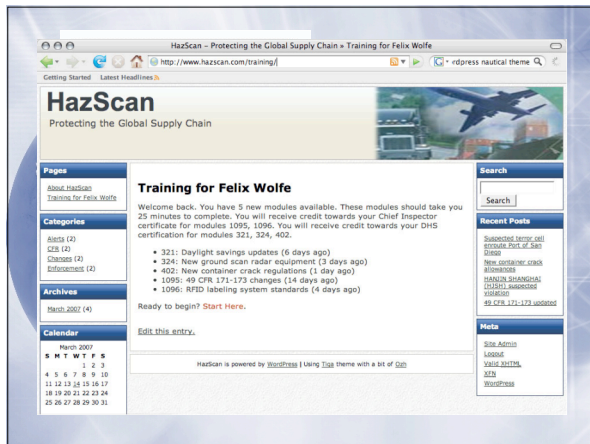 HazScan – Protecting the Global Supply Chain » Training for Felix Wolfe
http://www.hazscan.com/training/
rdpress nautical theme
Getting Started Latest Headlines
HazScan
Protecting the Global Supply Chain
Pages
About HazScan
Training for Felix Wolfe
Categories
Alerts (2)
CFR (2)
Changes (2)
Enforcement (2)
Archives
March 2007 (4)
Calendar
March 2007
S M T W T F S
1 2 3
4 5 6 7 8 9 10
11 12 13 14 15 16 17
18 19 20 21 22 23 24
25 26 27 28 29 30 31
Training for Felix Wolfe
Welcome back. You have 5 new modules available. These modules should take you
25 minutes to complete. You will receive credit towards your Chief Inspector
certificate for modules 1095, 1096. You will receive credit towards your DHS
certification for modules 321, 324, 402.
• 321: Daylight savings updates (6 days ago)
• 324: New ground scan radar equipment (3 days ago)
• 402: New container crack regulations (1 day ago)
• 1095: 49 CFR 171-173 changes (14 days ago)
• 1096: RFID labeling system standards (4 days ago)
Ready to begin? Start Here.
Edit this entry.
HazScan is powered by WordPress | Using Tiga theme with a bit of Ozh
Search
Search
Recent Posts
Suspected terror cell
enroute Port of San
Diego
New container crack
allowances
HANJIN SHANGHAI
(HJSH) suspected
violation
49 CFR 171-173 updated
Meta
Site Admin
Logout
Valid XHTML
XFN
WordPress